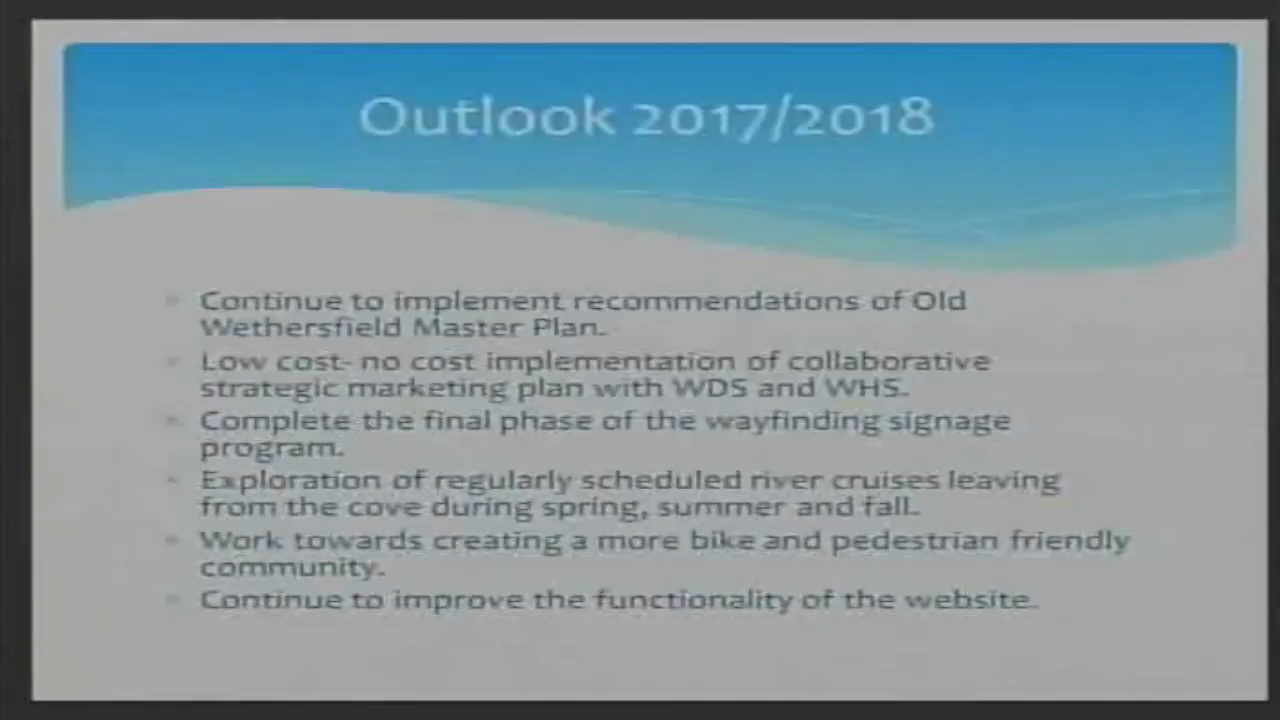 Outlook 2017/2018
Continue to implement recommendations of Old
Wethersfield Master Plan.
Low cost- no cost implementation of collaborative
strategic marketing plan with WDS and WHS.
Complete the final phase of the wayfinding signage
program.
Exploration of regularly scheduled river cruises leaving
from the cove during spring, summer and fall.
Work towards creating a more bike and pedestrian friendly
community.
Continue to improve the functionality of the website.